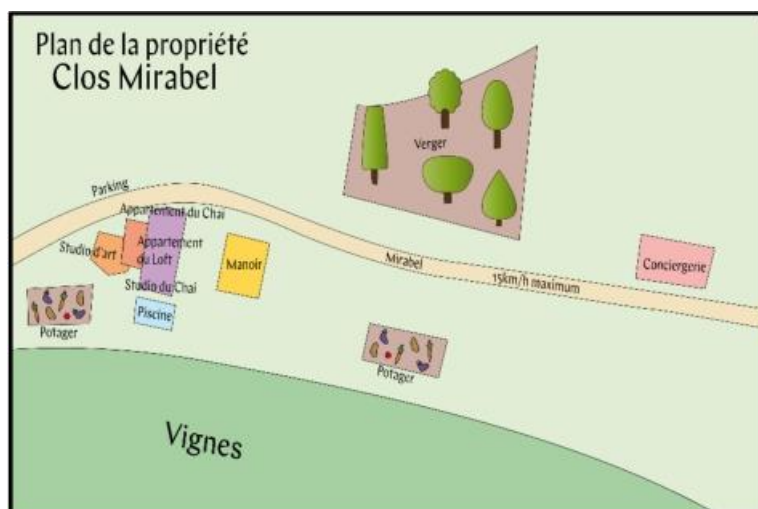 Plan de la propriété
Clos Mirabel
Verger
Parking
Appartement du Chai
Studio d'art
Appartement
du Loft
Manoir
Mirabel
15km/h maximum
Conciergerie
Studio du Chai
Piscine
Potager
Potager
Vignes